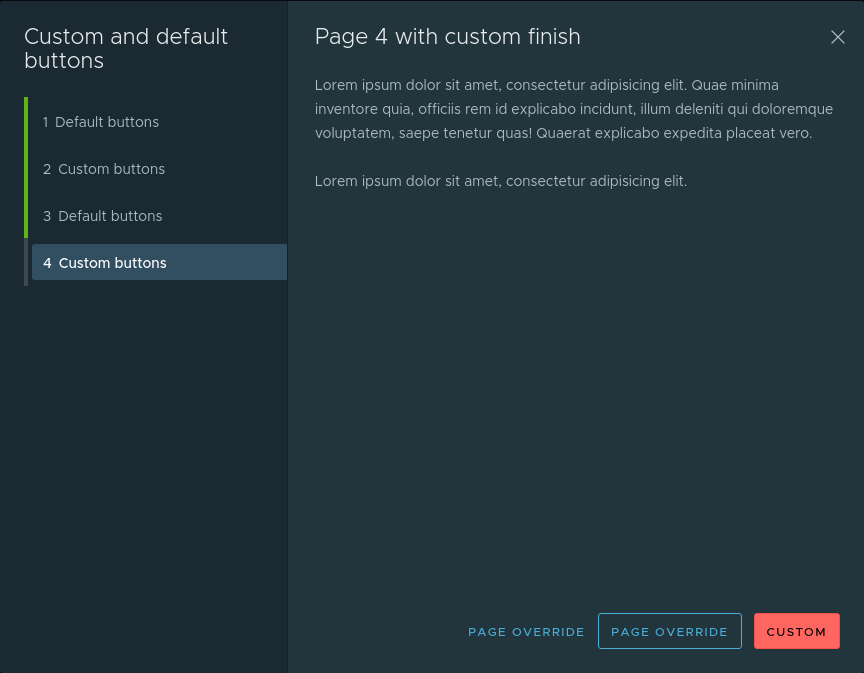 Custom and default
buttons
1 Default buttons
2 Custom buttons
3 Default buttons
4 Custom buttons
Page 4 with custom finish
Lorem ipsum dolor sit amet, consectetur adipisicing elit. Quae minima
inventore quia, officiis rem id explicabo incidunt, illum deleniti qui doloremque
voluptatem, saepe tenetur quas! Quaerat explicabo expedita placeat vero.
Lorem ipsum dolor sit amet, consectetur adipisicing elit.
PAGE OVERRIDE PAGE OVERRIDE CUSTOM